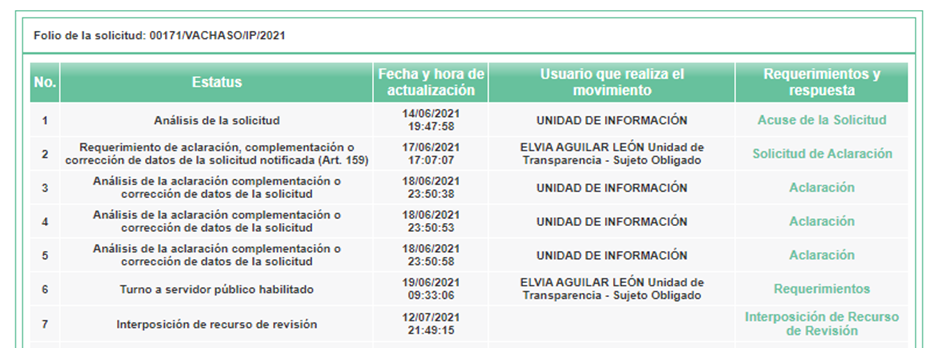 Folio de la solicitud: 00171/VACHASO/IP/2021
No. Estatus Fecha y hora de actualización Usuario que realiza el movimiento Requerimientos y respuesta
1 Análisis de la solicitud 14/06/2021 19:47:58 UNIDAD DE INFORMACIÓN Acuse de la Solicitud
2 Requerimiento de aclaración, complementación o corrección de datos de la solicitud notificada (Art. 159) 17/06/2021 17:07:07 ELVIA AGUILAR LEÓN Unidad de Transparencia - Sujeto Obligado Solicitud de Aclaración
3 Análisis de la aclaración complementación o corrección de datos de la solicitud 18/06/2021 23:50:38 UNIDAD DE INFORMACIÓN Aclaración
4 Análisis de la aclaración complementación o corrección de datos de la solicitud 18/06/2021 23:50:53 UNIDAD DE INFORMACIÓN Aclaración
5 Análisis de la aclaración complementación o corrección de datos de la solicitud 18/06/2021 23:50:58 UNIDAD DE INFORMACIÓN Aclaración
6 Turno a servidor público habilitado 19/06/2021 09:33:06 ELVIA AGUILAR LEÓN Unidad de Transparencia - Sujeto Obligado Requerimientos
7 Interposición de recurso de revisión 12/07/2021 21:49:15 Interposición de Recurso de Revisión